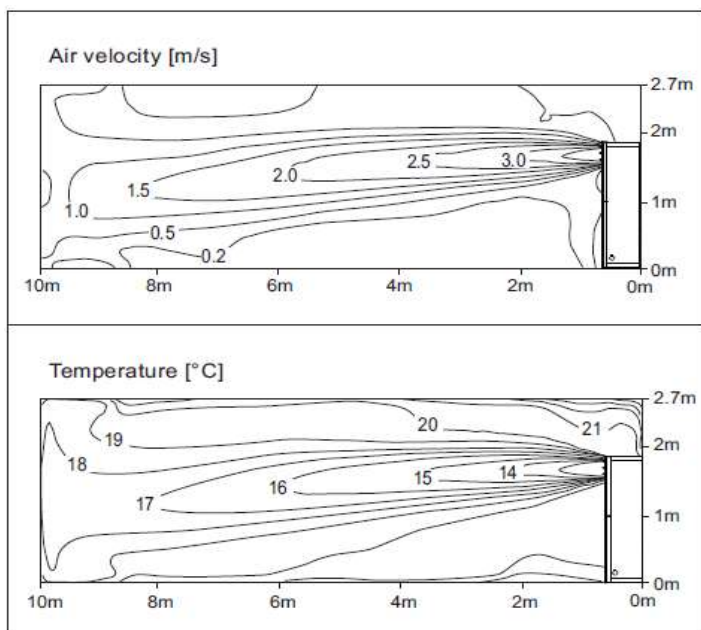 Air velocity [m/s]
2.7m
2m
2.5 3.0
2.0
1.5
1.0
1m
0.5
0.2
0m
10m 8m 6m 4m 2m 0m
Temperature [°C]
2.7m
20 21
19
2m
18
15 14
16
17
1m
0m
10m 8m 6m 4m 2m 0m